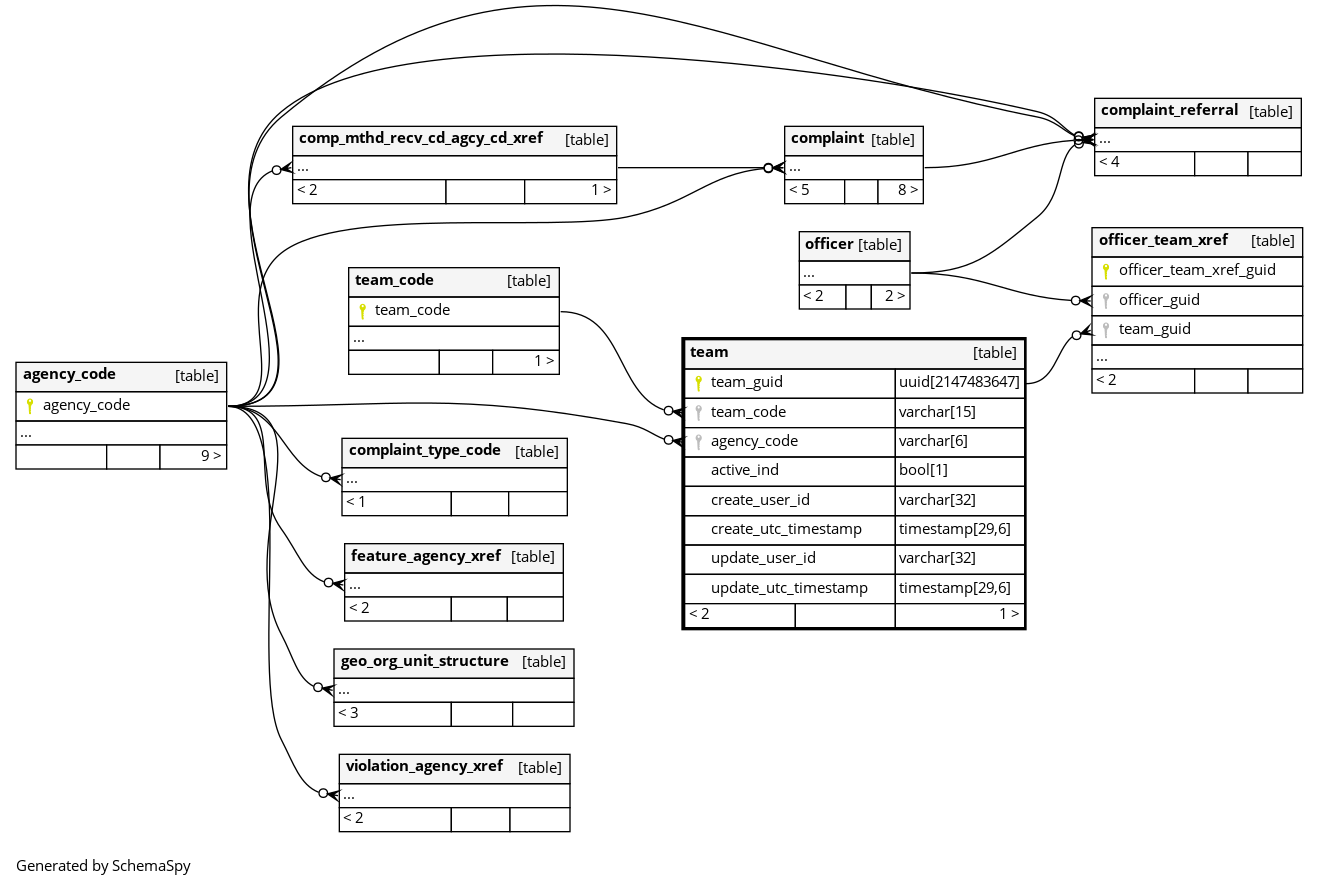 complaint_referral [table]
...
< 4
comp_mthd_recv_cd_agcy_cd_xref [table]
...
< 2 1 >
complaint [table]
...
< 5 8 >
officer [table]
...
< 2 2 >
officer_team_xref [table]
officer_team_xref_guid
officer_guid
team_guid
...
< 2
team_code [table]
team_code
...
1 >
team [table]
team_guid uuid[2147483647]
team_code varchar[15]
agency_code varchar[6]
active_ind bool[1]
create_user_id varchar[32]
create_utc_timestamp timestamp[29,6]
update_user_id varchar[32]
update_utc_timestamp timestamp[29,6]
< 2 1 >
agency_code [table]
agency_code
...
9 >
complaint_type_code [table]
...
< 1
feature_agency_xref [table]
...
< 2
geo_org_unit_structure [table]
...
< 3
violation_agency_xref [table]
...
< 2
Generated by SchemaSpy